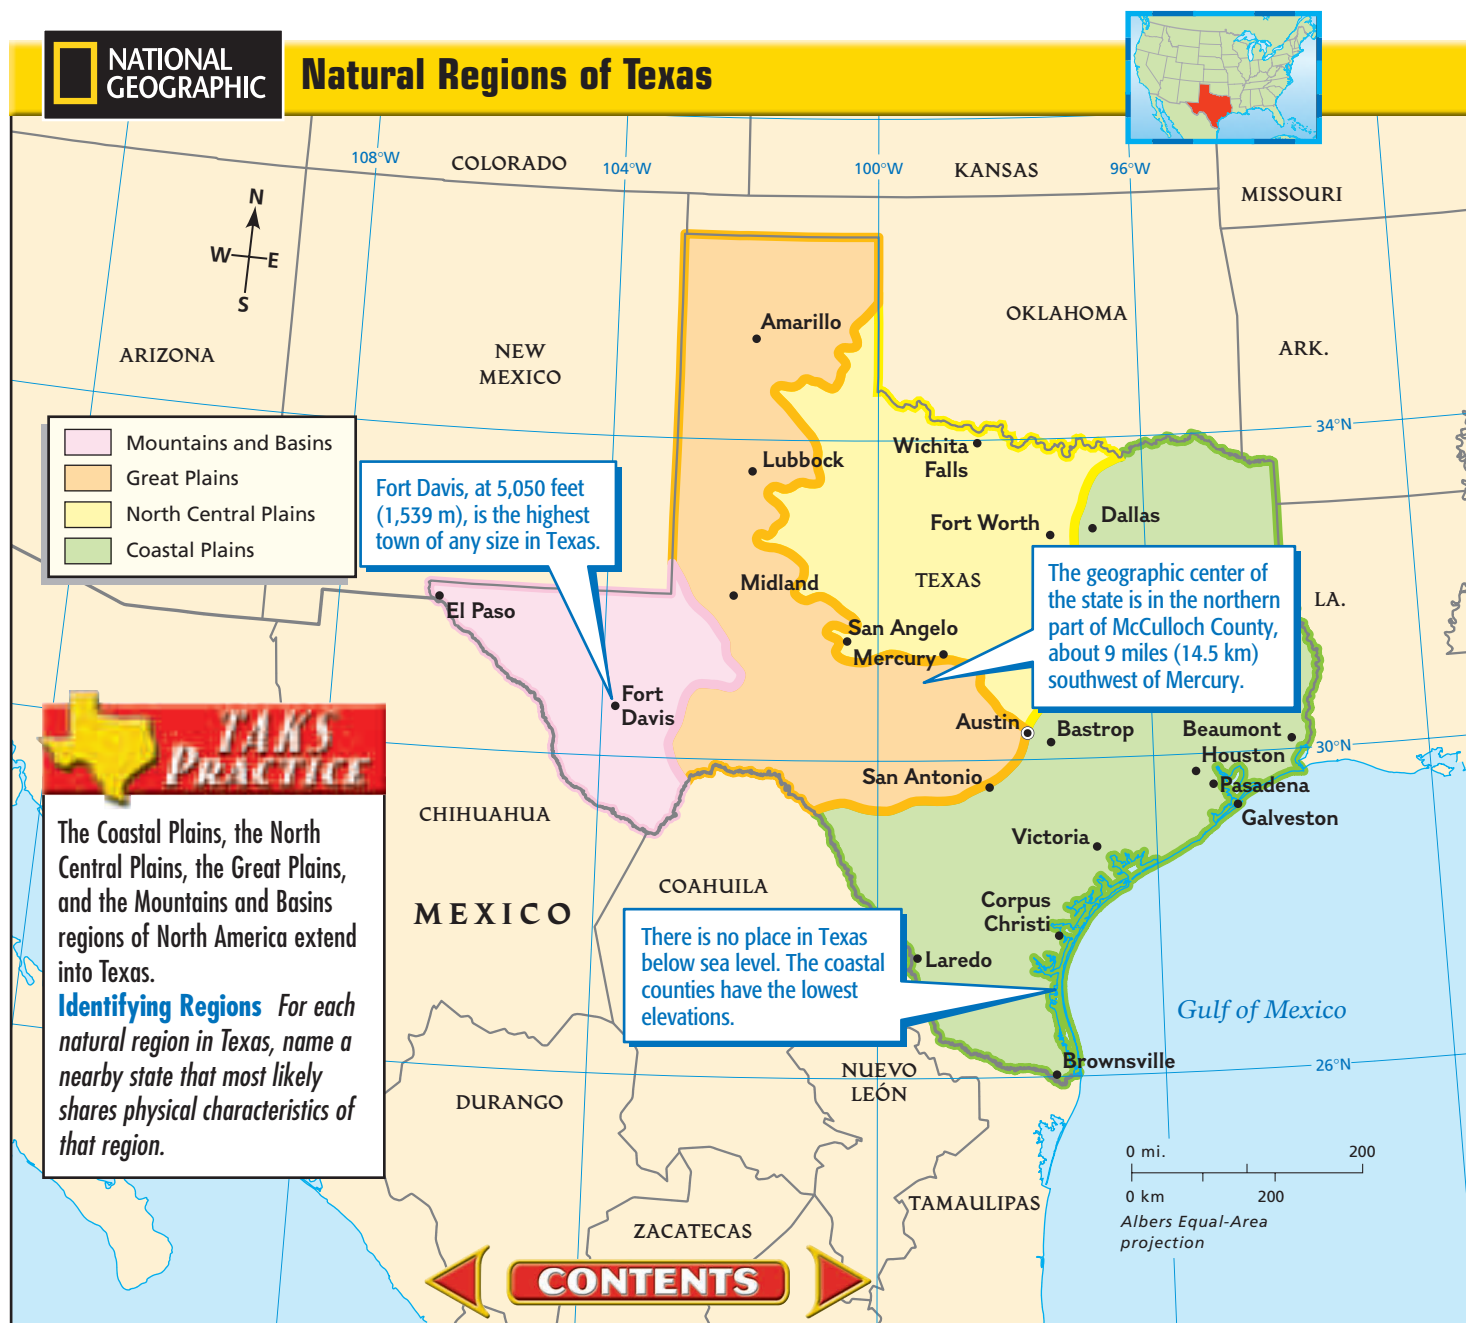 NATIONAL
GEOGRAPHIC
Natural Regions of Texas
108°W
104°W
100°W
96°W
COLORADO
KANSAS
MISSOURI
N
W
E
S
ARIZONA
NEW
MEXICO
OKLAHOMA
ARK.
LA.
TEXAS
34°N
30°N
26°N
Mountains and Basins
Great Plains
North Central Plains
Coastal Plains
Fort Davis, at 5,050 feet
(1,539 m), is the highest
town of any size in Texas.
The geographic center of
the state is in the northern
part of McCulloch County,
about 9 miles (14.5 km)
southwest of Mercury.
There is no place in Texas
below sea level. The coastal
counties have the lowest
elevations.
Amarillo
Lubbock
Wichita
Falls
Fort Worth
Dallas
Midland
El Paso
San Angelo
Mercury
Fort
Davis
Austin
Bastrop
Beaumont
Houston
Pasadena
Galveston
San Antonio
Victoria
Corpus
Christi
Laredo
Brownsville
CHIHUAHUA
COAHUILA
MEXICO
DURANGO
NUEVO
LEÓN
ZACATECAS
TAMAULIPAS
Gulf of Mexico
TAKS
PRACTICE
The Coastal Plains, the North
Central Plains, the Great Plains,
and the Mountains and Basins
regions of North America extend
into Texas.
Identifying Regions For each
natural region in Texas, name a
nearby state that most likely
shares physical characteristics of
that region.
0 mi. 200
0 km 200
Albers Equal-Area
projection
CONTENTS